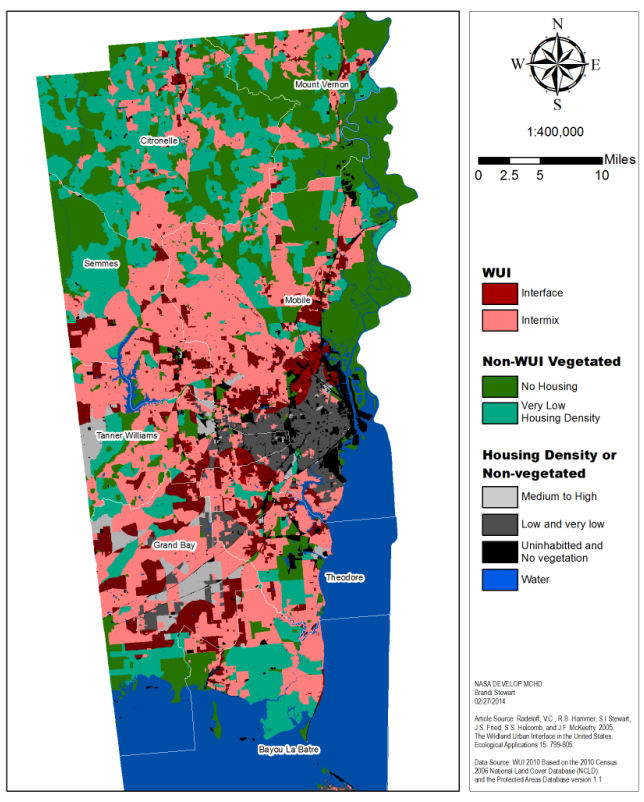 Mount Vernon
Citronelle
Semmes
Mobile
Tanner Williams
Grand Bay
Theodore
Bayou La Batre
N
W E
S
1:400,000
Miles
0 2.5 5 10
WUI
Interface
Intermix
Non-WUI Vegetated
No Housing
Very Low
Housing Density
Housing Density or
Non-vegetated
Medium to High
Low and very low
Uninhabitted and
No vegetation
Water
NASA DEVELOP MCHD
Brandi Stewart
02/27/2014
Article Source: Radeloff, V.C., R.B. Hammer, S.I Stewart,
J.S. Fried, S.S. Holcomb, and J.F. McKeefry. 2005.
The Wildland Urban Interface in the United States.
Ecological Applications 15: 799-805.
Data Source: WUI 2010 Based on the 2010 Census.
2006 National Land Cover Database (NCLD),
and the Protected Areas Database version 1.1